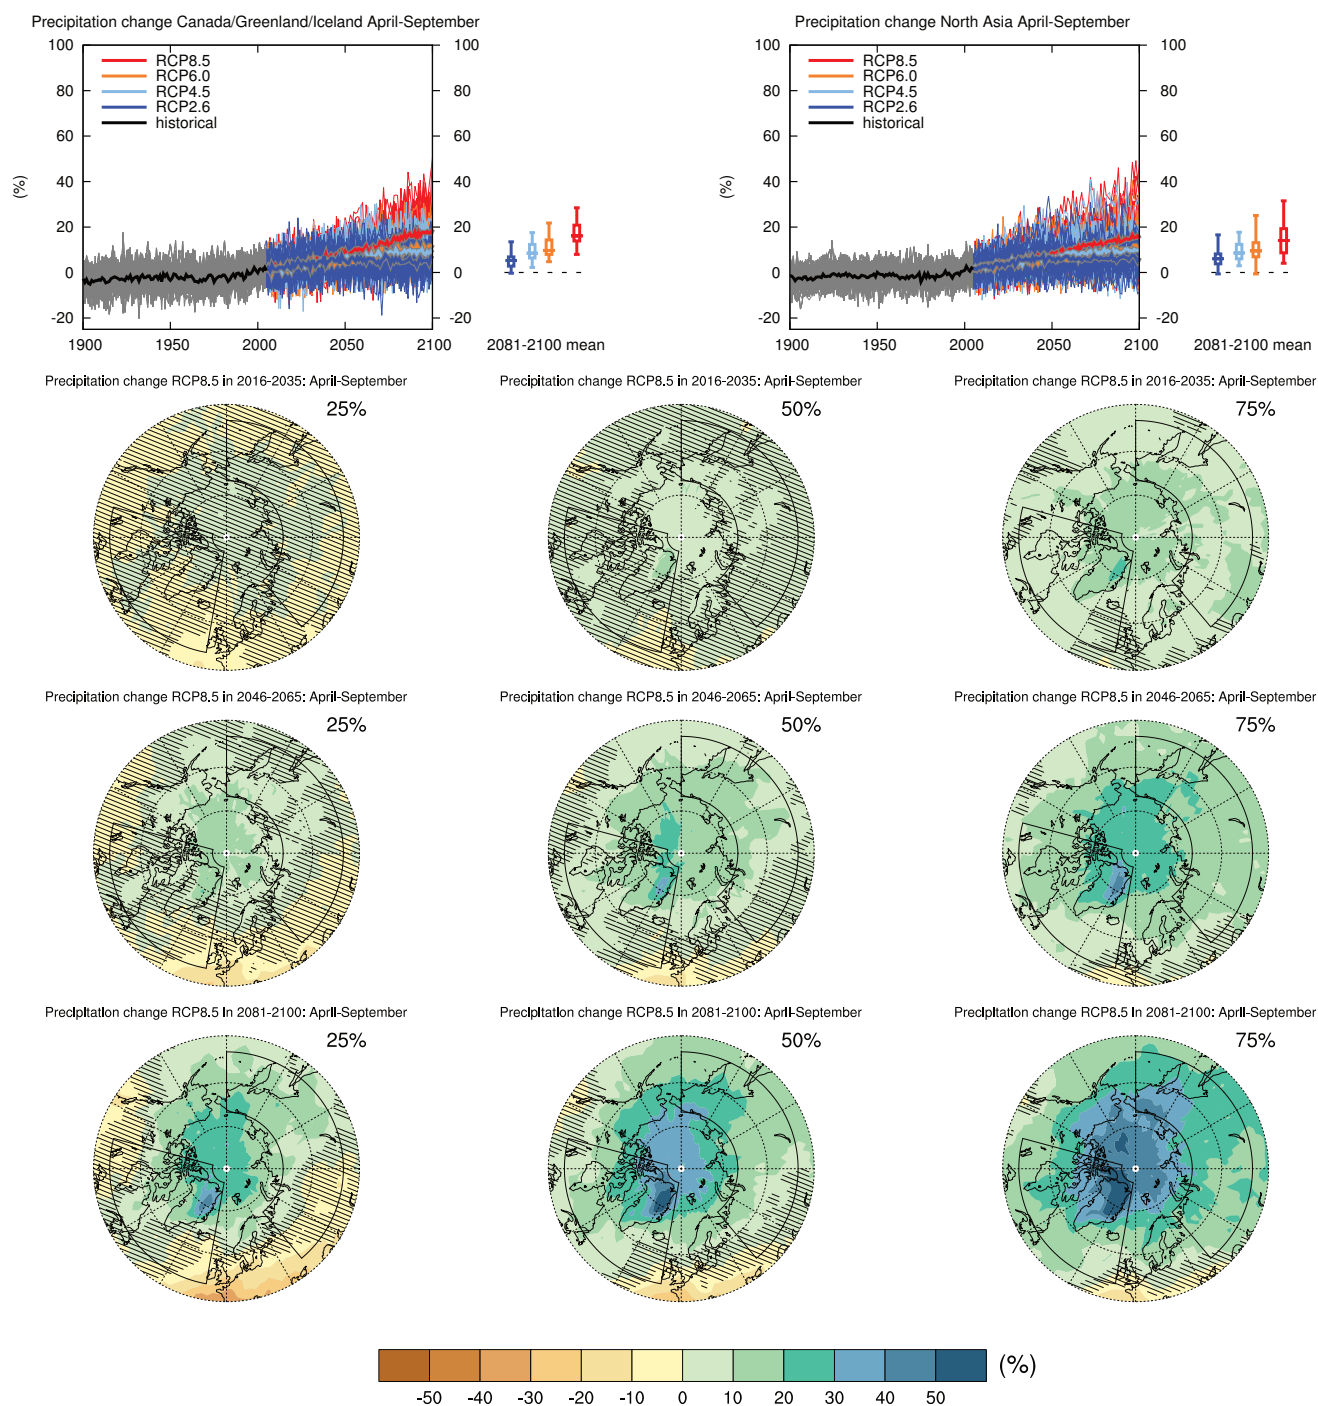 Precipitation change Canada/Greenland/Iceland April-September
100
80
60
40
20
0
-20
(%)
RCP8.5
RCP6.0
RCP4.5
RCP2.6
historical
100
80
60
40
20
0
-20
1900 1950 2000 2050 2100
2081-2100 mean
Precipitation change North Asia April-September
100
80
60
40
20
0
-20
(%)
RCP8.5
RCP6.0
RCP4.5
RCP2.6
historical
100
80
60
40
20
0
-20
1900 1950 2000 2050 2100
2081-2100 mean
Precipitation change RCP8.5 in 2016-2035: April-September
25%
Precipitation change RCP8.5 in 2016-2035: April-September
50%
Precipitation change RCP8.5 in 2016-2035: April-September
75%
Precipitation change RCP8.5 in 2046-2065: April-September
25%
Precipitation change RCP8.5 in 2046-2065: April-September
50%
Precipitation change RCP8.5 in 2046-2065: April-September
75%
Precipitation change RCP8.5 in 2081-2100: April-September
25%
Precipitation change RCP8.5 in 2081-2100: April-September
50%
Precipitation change RCP8.5 in 2081-2100: April-September
75%
(%)
-50 -40 -30 -20 -10 0 10 20 30 40 50